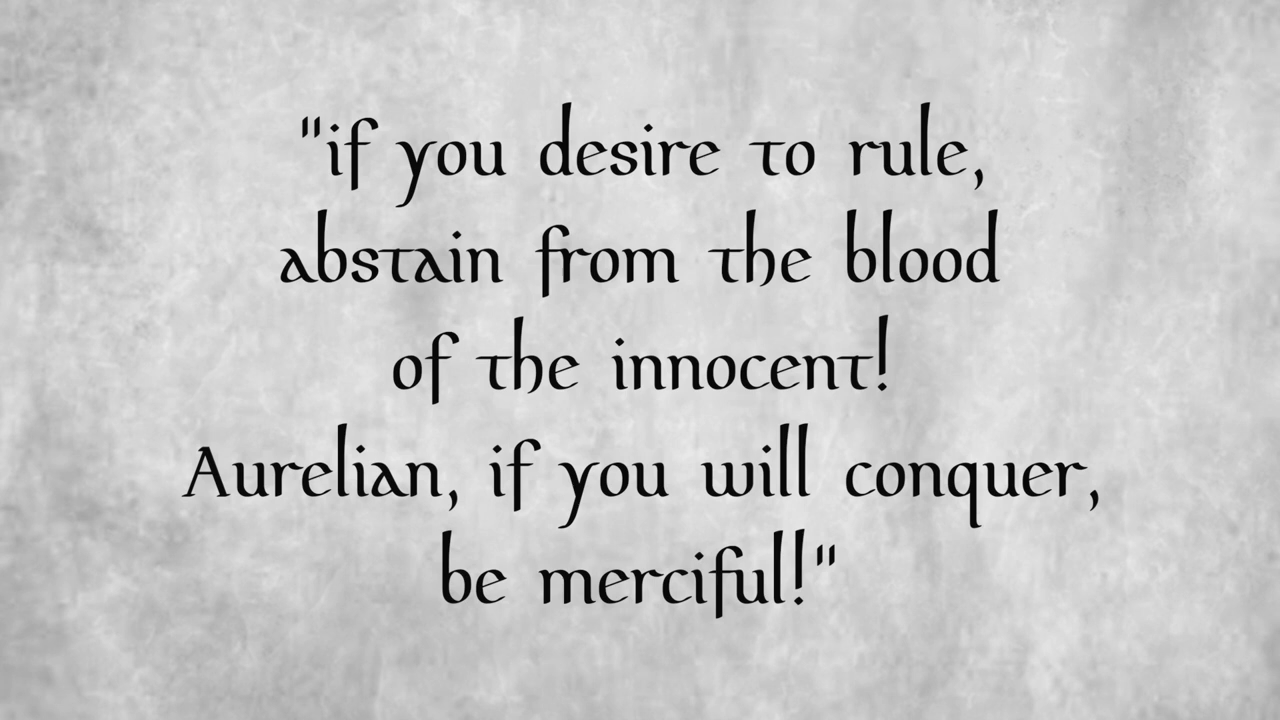 "if you desire to rule,
abstain from the blood
of the innocent!
Aurelian, if you will conquer,
be merciful!"